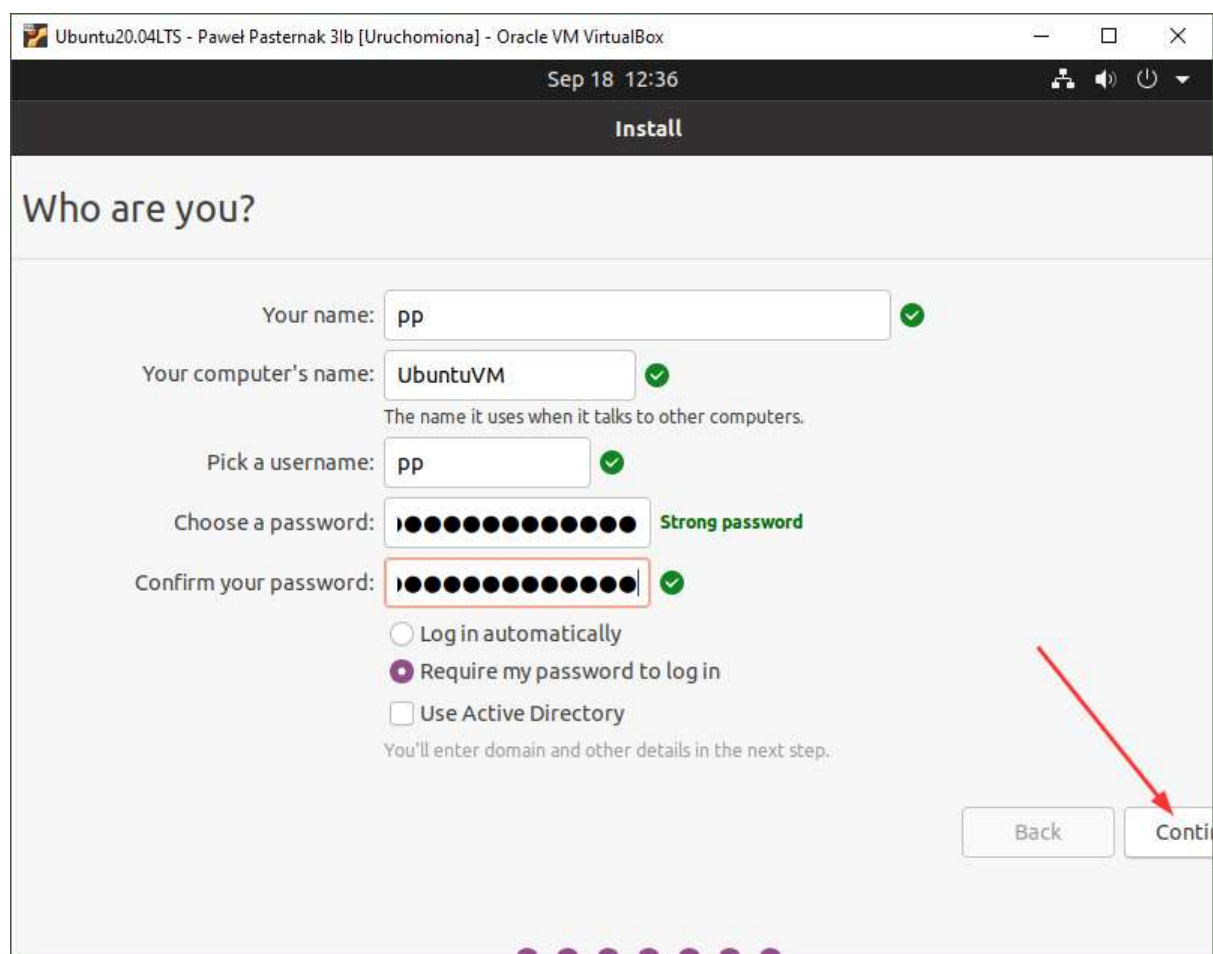 Ubuntu20.04LTS - Paweł Pasternak 3lb [Uruchomiona] - Oracle VM VirtualBox
Sep 18 12:36
Install
Who are you?
Your name: pp
Your computer's name: UbuntuVM
The name it uses when it talks to other computers.
Pick a username: pp
Choose a password: Strong password
Confirm your password:
Log in automatically
Require my password to log in
Use Active Directory
You'll enter domain and other details in the next step.
Back Conti